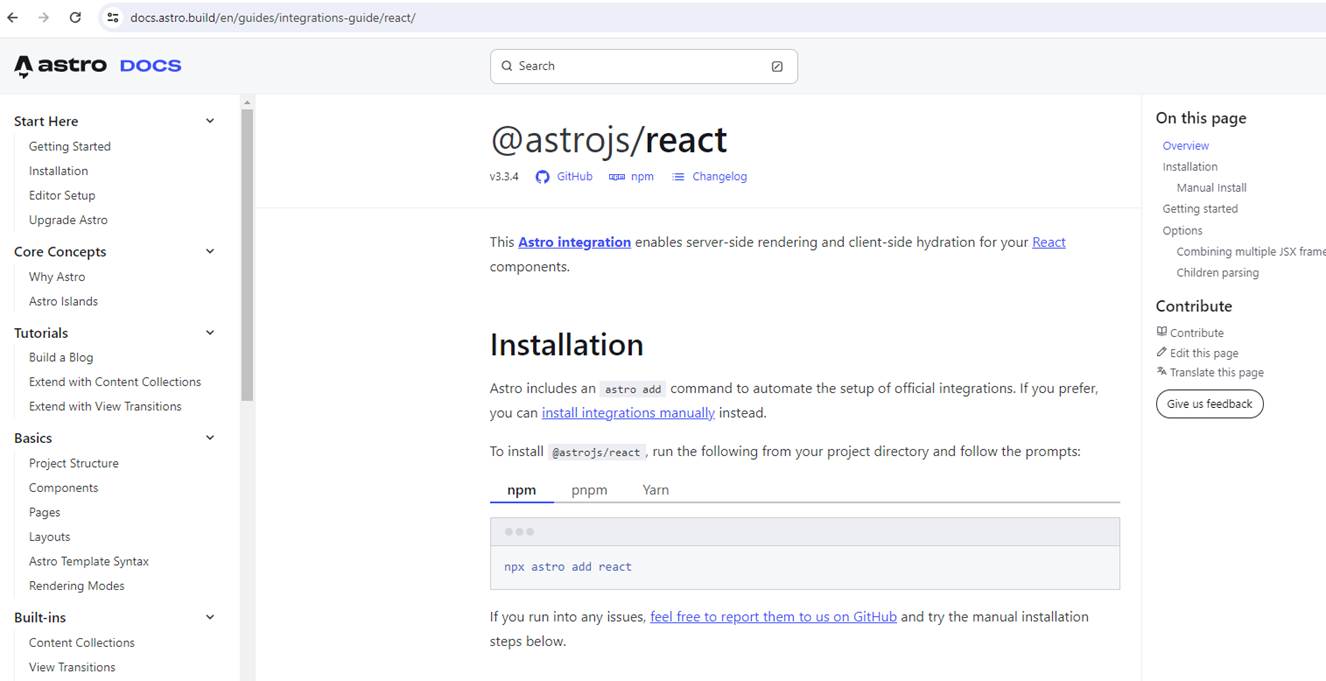 docs.astro.build/en/guides/integrations-guide/react/
astro DOCS
Search
Start Here
Getting Started
Installation
Editor Setup
Upgrade Astro
Core Concepts
Why Astro
Astro Islands
Tutorials
Build a Blog
Extend with Content Collections
Extend with View Transitions
Basics
Project Structure
Components
Pages
Layouts
Astro Template Syntax
Rendering Modes
Built-ins
Content Collections
View Transitions
@astrojs/react
v3.3.4 GitHub npm npm Changelog
This Astro integration enables server-side rendering and client-side hydration for your React
components.
Installation
Astro includes an astro add command to automate the setup of official integrations. If you prefer,
you can install integrations manually instead.
To install @astrojs/react, run the following from your project directory and follow the prompts:
npm pnpm Yarn
npx astro add react
If you run into any issues, feel free to report them to us on GitHub and try the manual installation
steps below.
On this page
Overview
Installation
Manual Install
Getting started
Options
Combining multiple JSX frame
Children parsing
Contribute
Contribute
Edit this page
Translate this page
Give us feedback